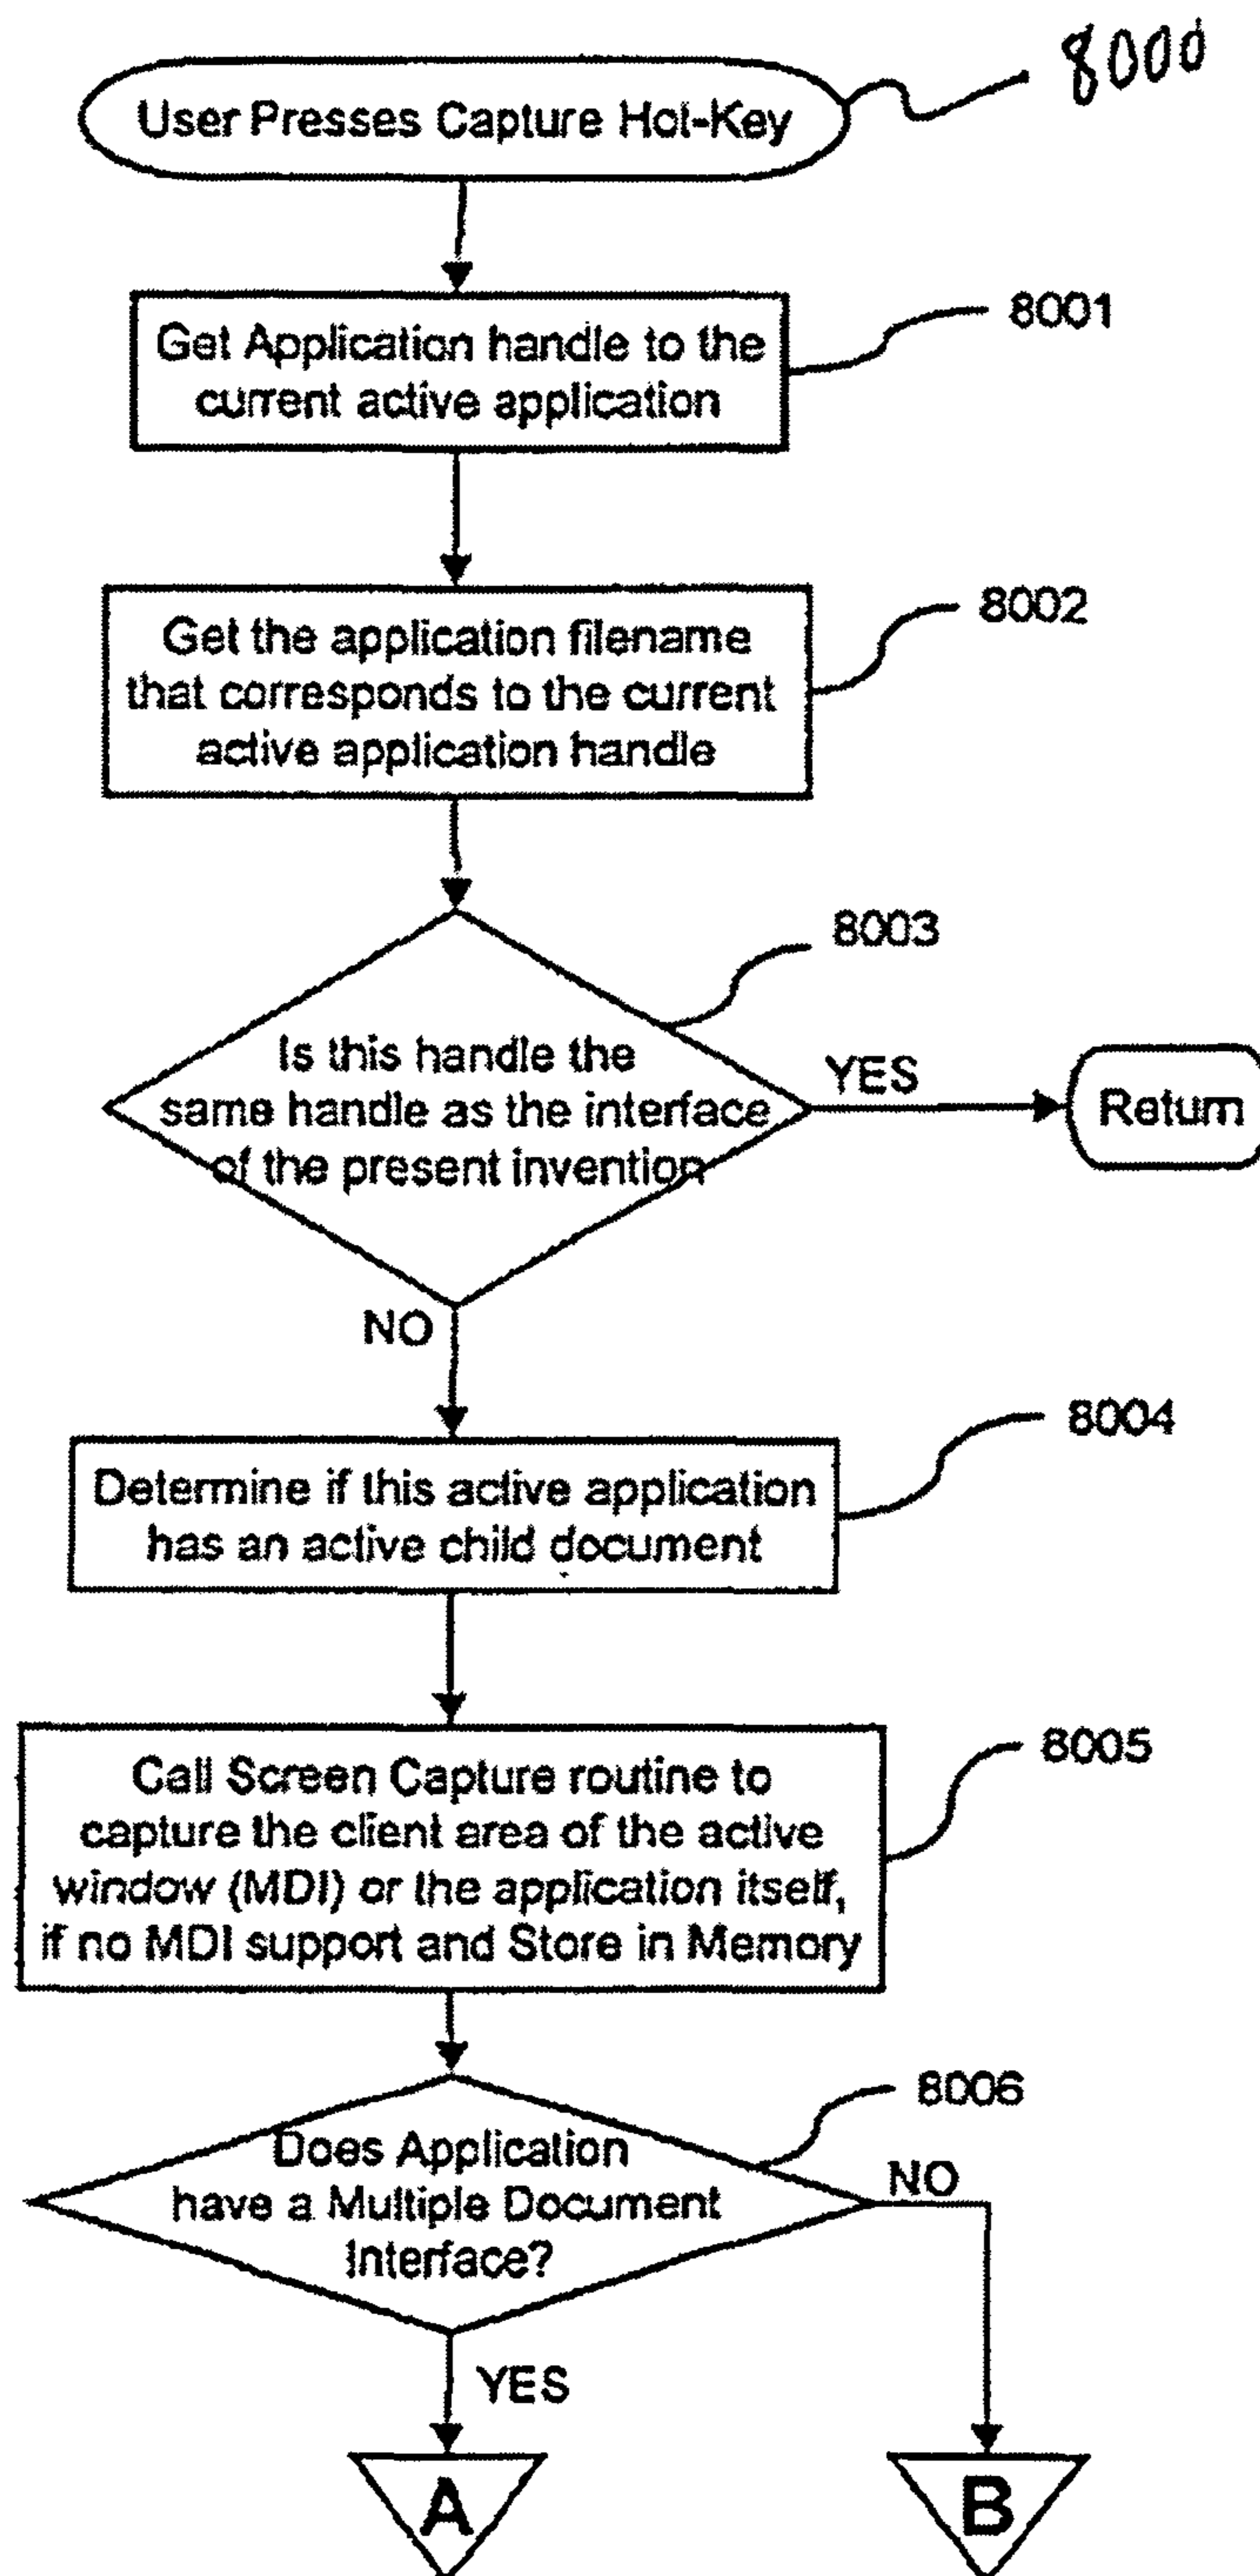 8000
User Presses Capture Hot-Key
8001
Get Application handle to the
current active application
8002
Get the application filename
that corresponds to the current
active application handle
8003
Is this handle the
same handle as the interface
of the present invention
YES
Return
NO
8004
Determine if this active application
has an active child document
8005
Call Screen Capture routine to
capture the client area of the active
window (MDI) or the application itself,
if no MDI support and Store in Memory
8006
Does Application
have a Multiple Document
Interface?
NO
YES
A
B